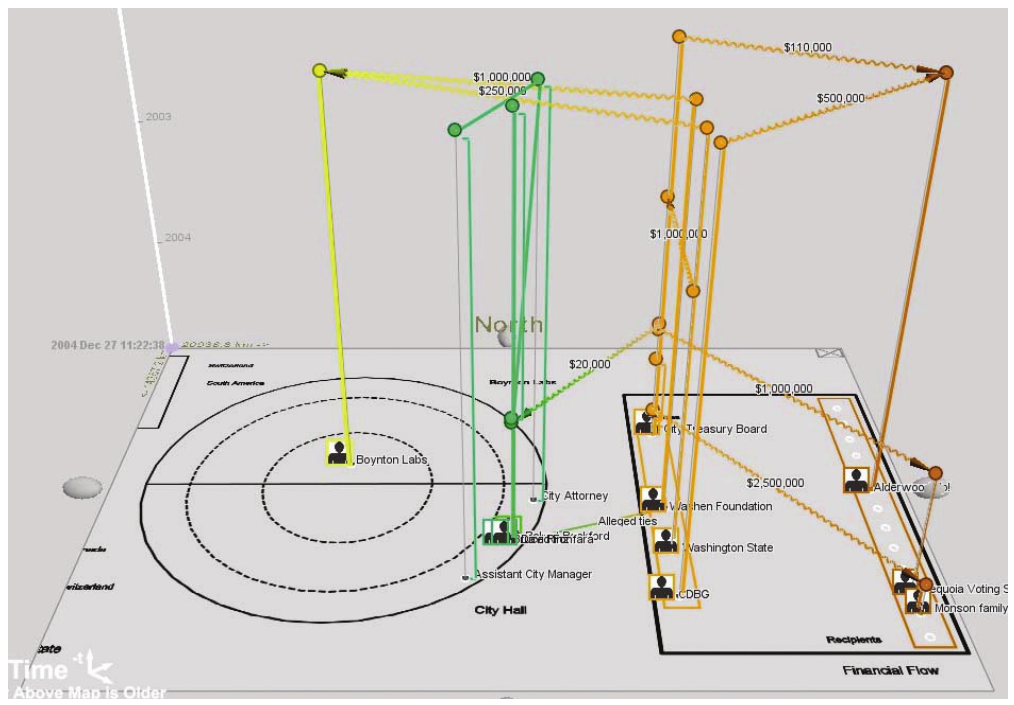 $110,000
$1,000,000
$250,000
$500,000
2003
2004
$1,000,000
North
2004 Dec 27 11:22:38
$20,000
South America
Boynton Labs
$1,000,000
City Treasury Board
Boynton Labs
$2,500,000
Alderwoo
City Attorney
Washen Foundation
Alleged ties
Washington State
Assistant City Manager
CDBG
equoia Voting S
Monson family
City Hall
Recipients
Financial Flow
Time -t
Above Map is Older